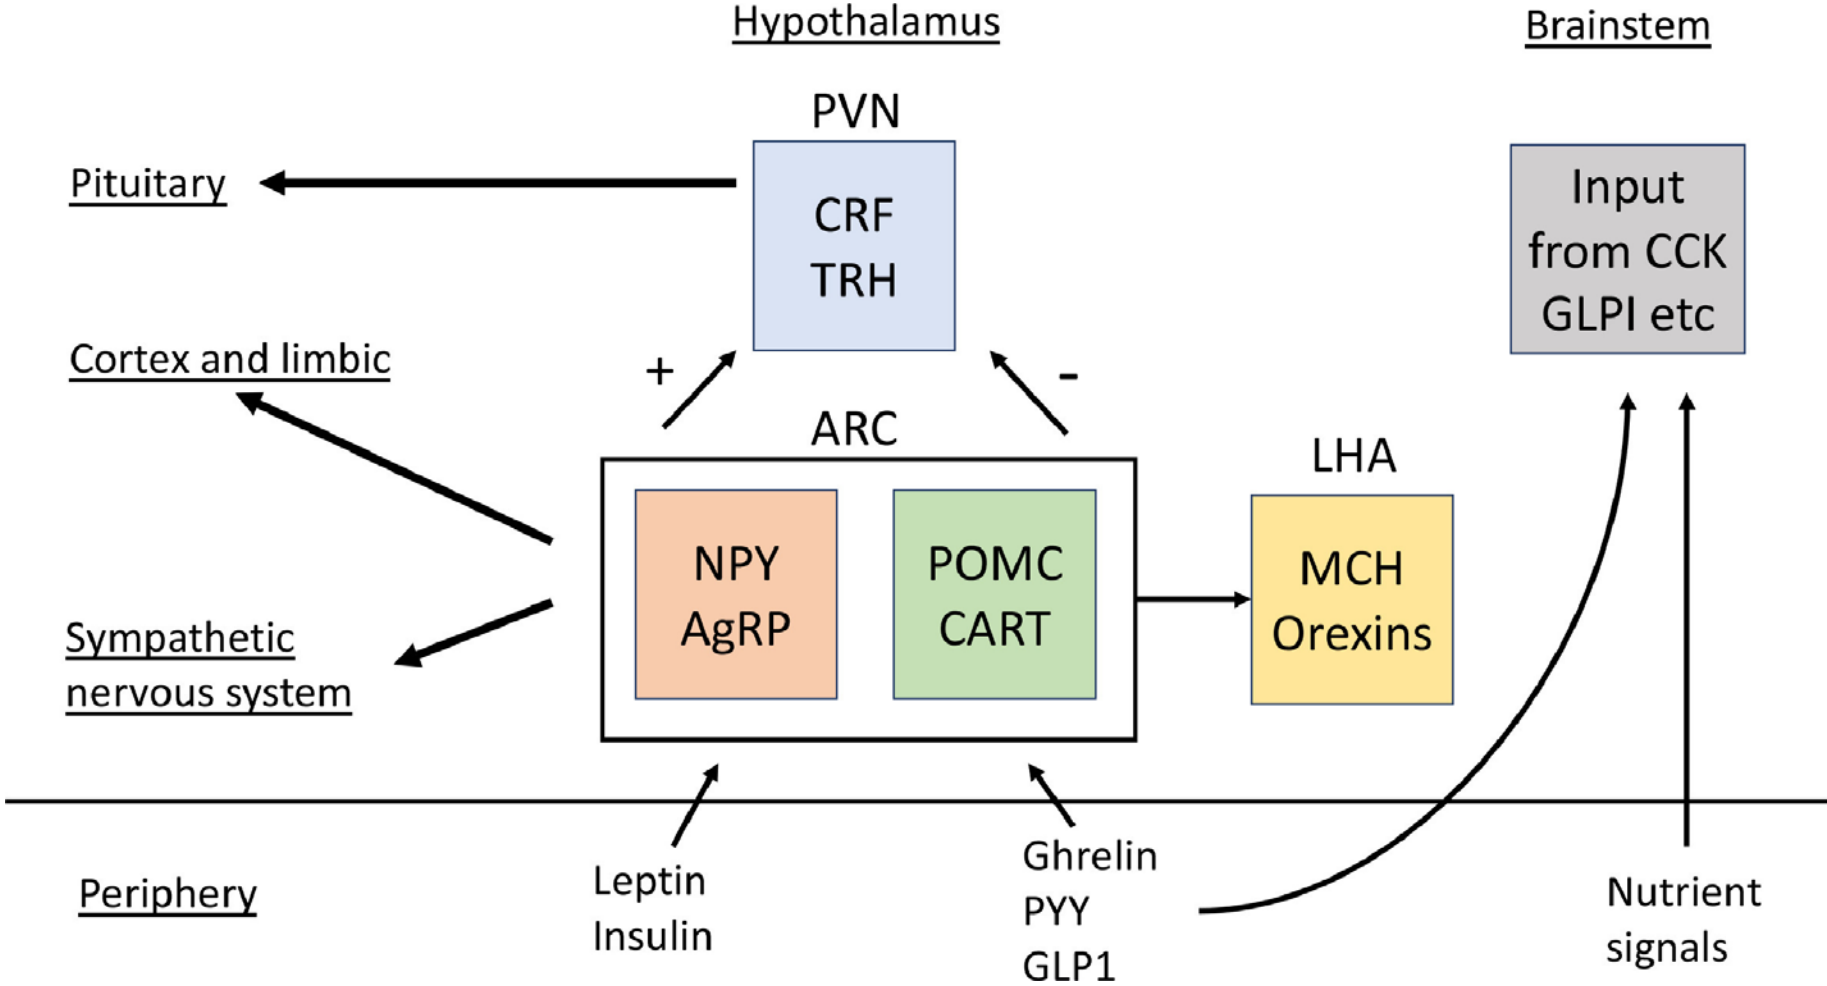 Hypothalamus
Brainstem
PVN
Pituitary
CRF
TRH
Input
from CCK
GLPI etc
Cortex and limbic
+
-
ARC
LHA
NPY
AgRP
POMC
CART
MCH
Orexins
Sympathetic
nervous system
Periphery
Leptin
Insulin
Ghrelin
PYY
GLP1
Nutrient
signals